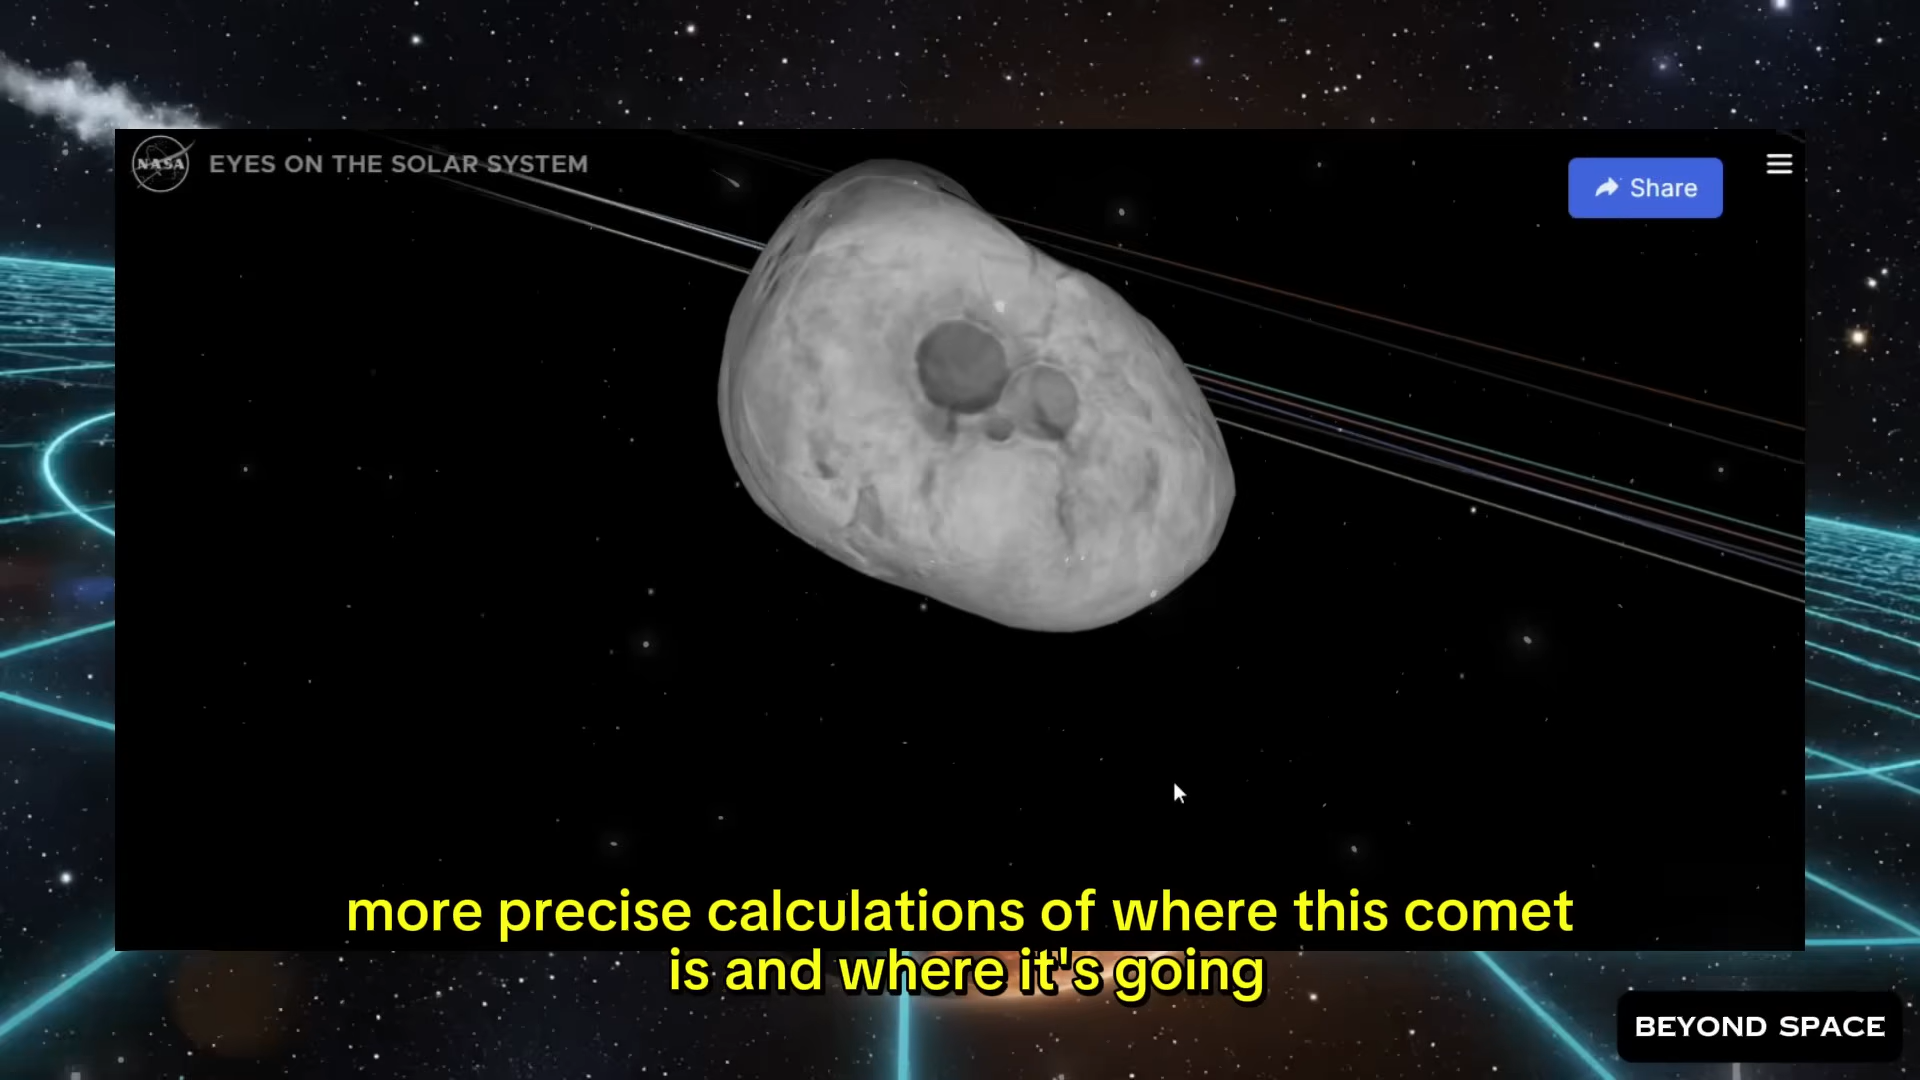 NASA
EYES ON THE SOLAR SYSTEM
Share
more precise calculations of where this comet
is and where it's going
BEYOND SPACE